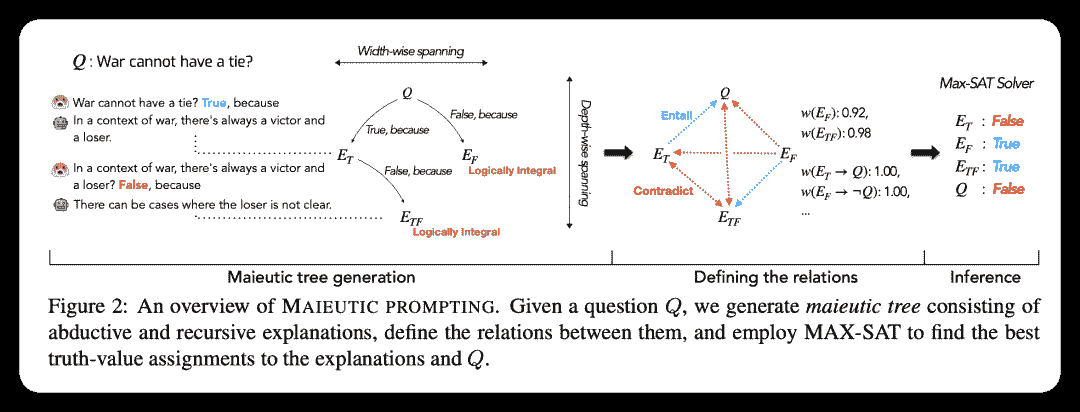 Q : War cannot have a tie?
War cannot have a tie? True, because
In a context of war, there's always a victor and
a loser.
In a context of war, there's always a victor and
a loser? False, because
There can be cases where the loser is not clear.
Width-wise spanning
Q
True, because
False, because
E_T
E_F
Logically Integral
False, because
E_TF
Logically Integral
Depth-wise spanning
Q
Entail
E_T
E_F
Contradict
E_TF
w(E_F): 0.92,
w(E_TF): 0.98
w(E_T → Q): 1.00,
w(E_F → ¬Q): 1.00,
...
Max-SAT Solver
E_T : False
E_F : True
E_TF : True
Q : False
Maieutic tree generation
Defining the relations
Inference
Figure 2: An overview of MAIEUTIC PROMPTING. Given a question Q, we generate maieutic tree consisting of
abductive and recursive explanations, define the relations between them, and employ MAX-SAT to find the best
truth-value assignments to the explanations and Q.